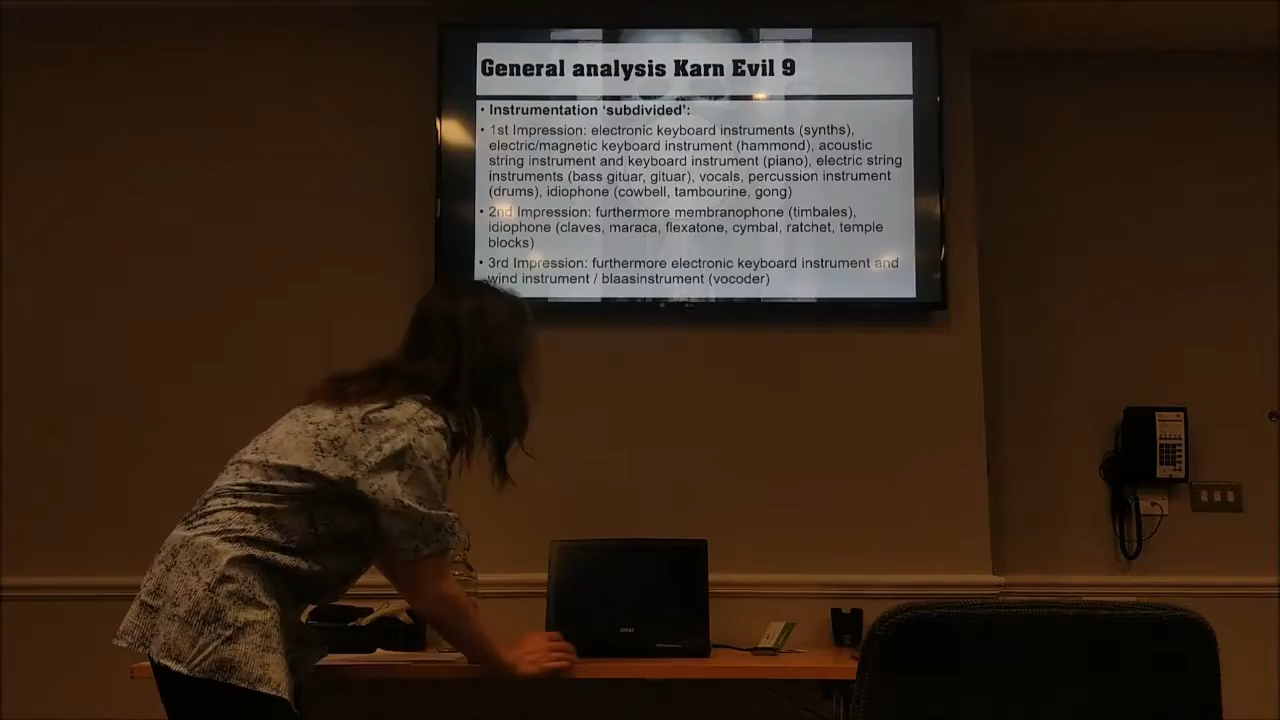 General analysis Karn Evil 9
• Instrumentation ‘subdivided’:
• 1st Impression: electronic keyboard instruments (synths),
electric/magnetic keyboard instrument (hammond), acoustic
string instrument and keyboard instrument (piano), electric string
instruments (bass gituar, gituar), vocals, percussion instrument
(drums), idiophone (cowbell, tambourine, gong)
• 2nd Impression: furthermore membranophone (timbales),
idiophone (claves, maraca, flexatone, cymbal, ratchet, temple
blocks)
• 3rd Impression: furthermore electronic keyboard instrument and
wind instrument / blaasinstrument (vocoder)
msi